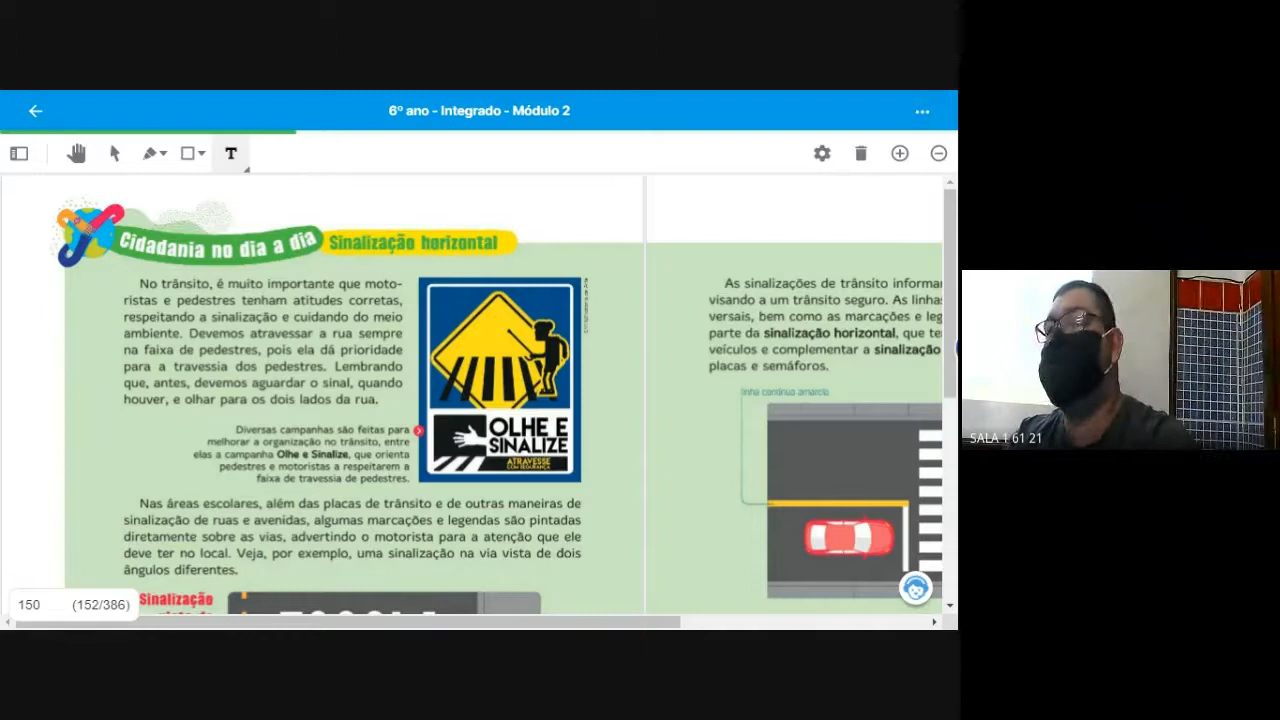 6º ano - Integrado - Módulo 2
T
Cidadania no dia a dia
Sinalização horizontal
No trânsito, é muito importante que moto-
ristas e pedestres tenham atitudes corretas,
respeitando a sinalização e cuidando do meio
ambiente. Devemos atravessar a rua sempre
na faixa de pedestres, pois ela dá prioridade
para a travessia dos pedestres. Lembrando
que, antes, devemos aguardar o sinal, quando
houver, e olhar para os dois lados da rua.
OLHE E
SINALIZE
ATRAVESSE
COM SEGURANÇA
Diversas campanhas são feitas para
melhorar a organização no trânsito, entre
elas a campanha Olhe e Sinalize, que orienta
pedestres e motoristas a respeitarem a
faixa de travessia de pedestres.
Nas áreas escolares, além das placas de trânsito e de outras maneiras de
sinalização de ruas e avenidas, algumas marcações e legendas são pintadas
diretamente sobre as vias, advertindo o motorista para a atenção que ele
deve ter no local. Veja, por exemplo, uma sinalização na via vista de dois
ângulos diferentes.
Sinalização
150 (152/386)
As sinalizações de trânsito informa
visando a um trânsito seguro. As linha
versais, bem como as marcações e leg
parte da sinalização horizontal, que te
veículos e complementar a sinalização
placas e semáforos.
linha contínua amarela
SALA 1 61 21